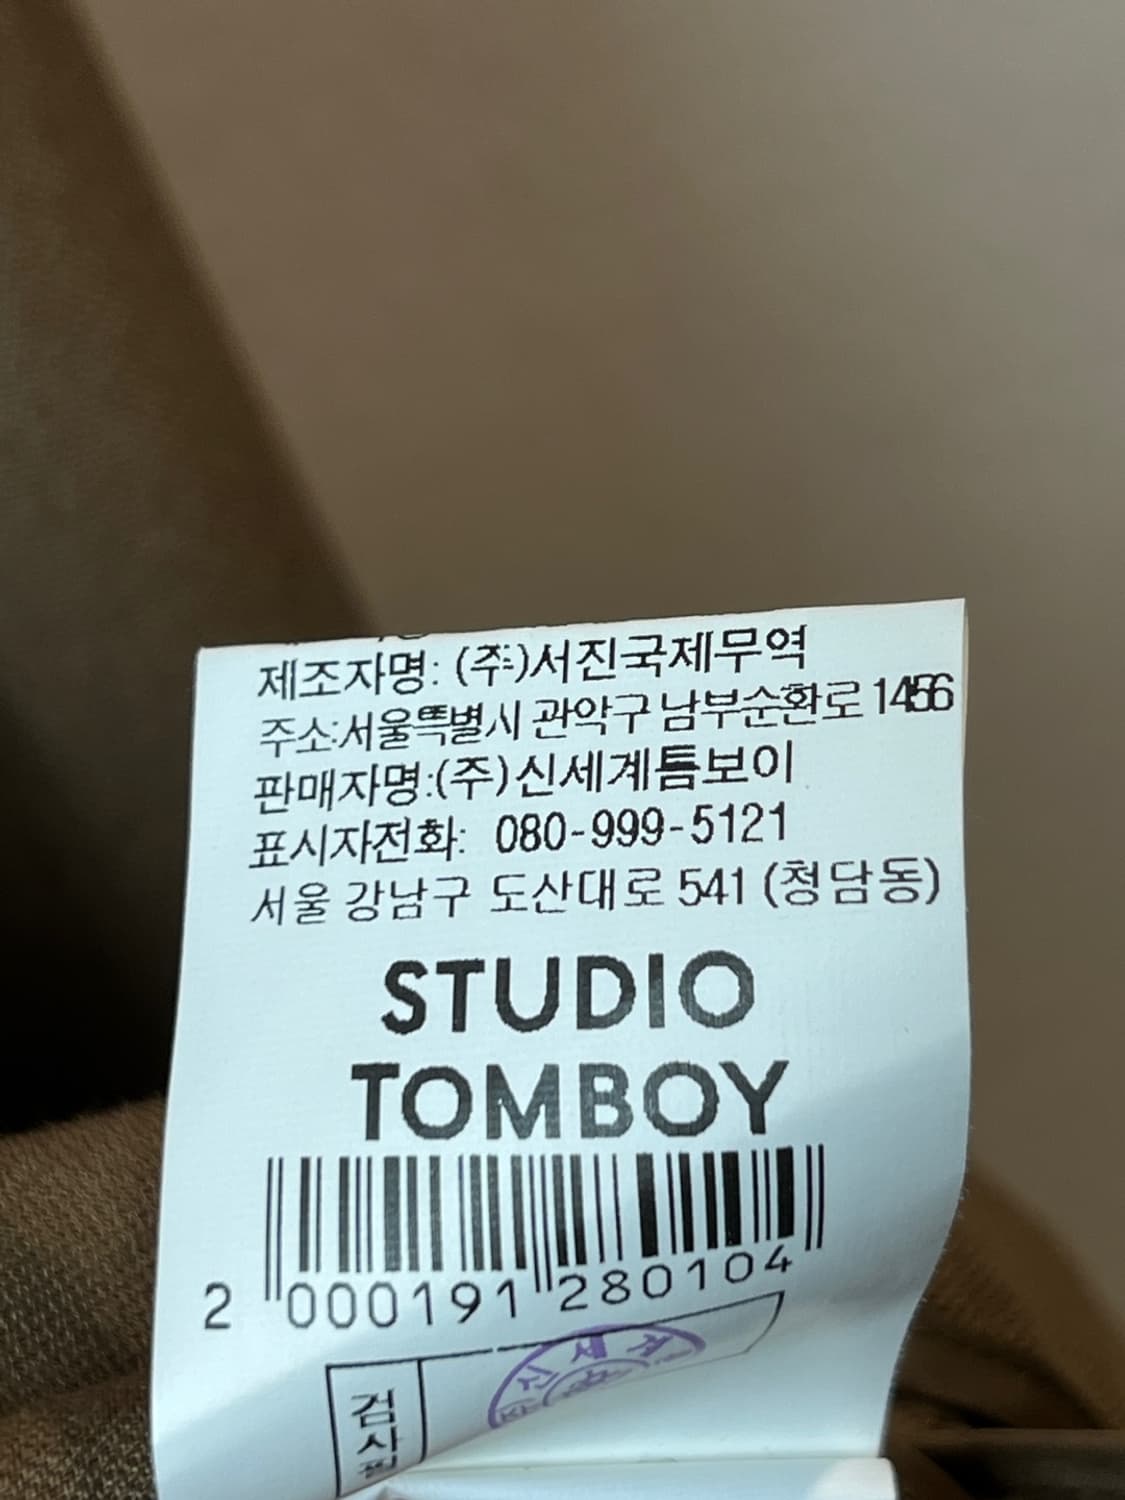 제조자명: (주)서진국제무역
주소:서울특별시 관악구 남부순환로 1456
판매자명:(주)신세계톰보이
표시자전화: 080-999-5121
서울 강남구 도산대로 541 (청담동)
STUDIO
TOMBOY
2 000191 280104
신세계
검사필